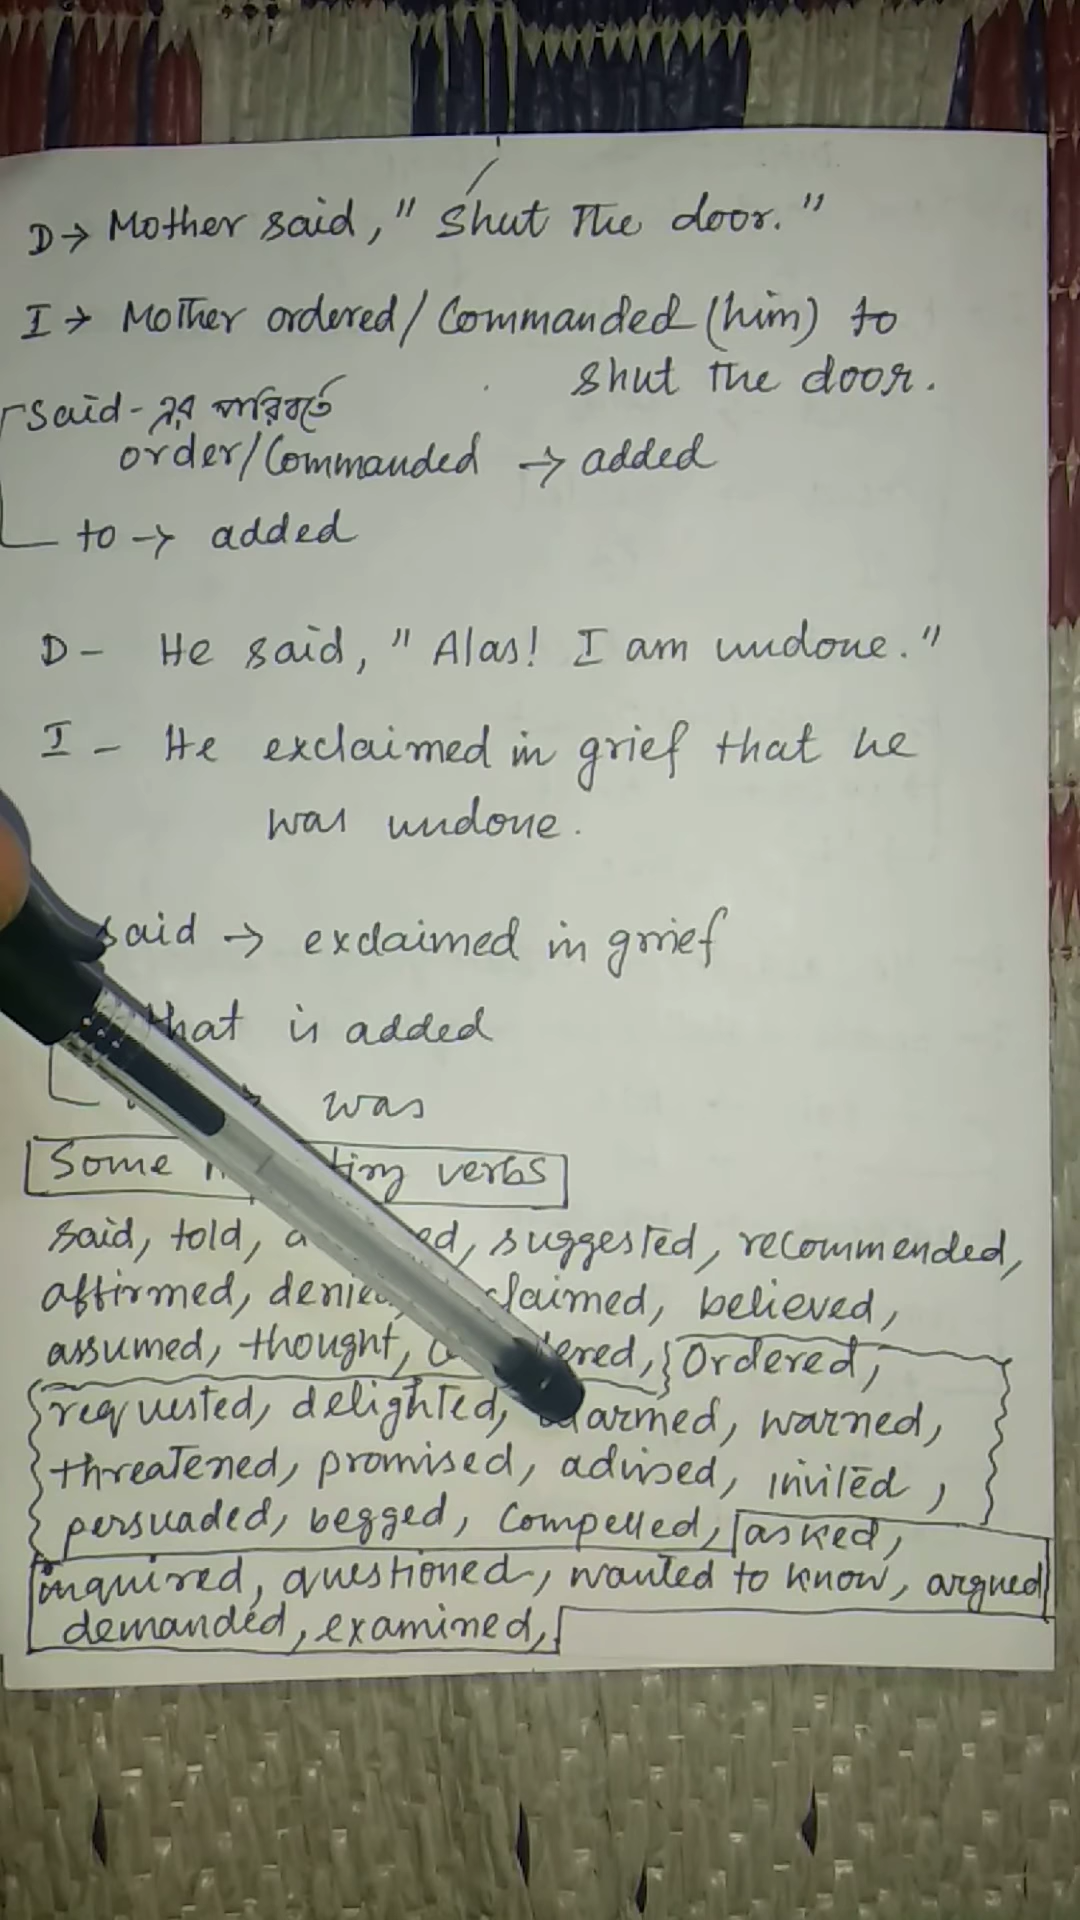 D→ Mother said, " Shut The door. "
I → Mother ordered/Commanded (him) to
shut The door.
said - এর পরিবর্তে
order/Commanded → added
to → added
D - He said, " Alas! I am undone. "
I - He exclaimed in grief that he
was undone.
said → exclaimed in grief
that is added
was
Some verbs
said, told, suggested, recommended,
affirmed, believed,
assumed, thought, Ordered,
requested, delighted, warned,
threatened, promised, advised, invited,
persuaded, begged, Compelled, asked,
inquired, questioned, wanted to know, argued
demanded, examined,